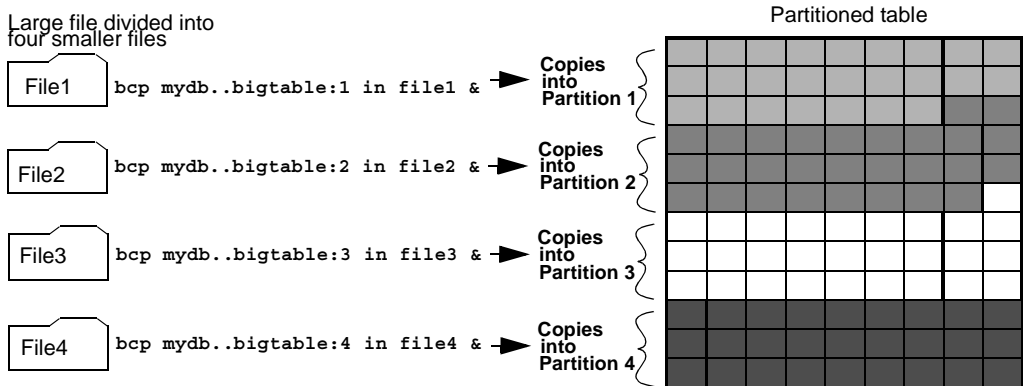 Large file divided into
four smaller files
Partitioned table
File1
bcp mydb..bigtable:1 in file1 &
Copies
into
Partition 1
File2
bcp mydb..bigtable:2 in file2 &
Copies
into
Partition 2
File3
bcp mydb..bigtable:3 in file3 &
Copies
into
Partition 3
File4
bcp mydb..bigtable:4 in file4 &
Copies
into
Partition 4